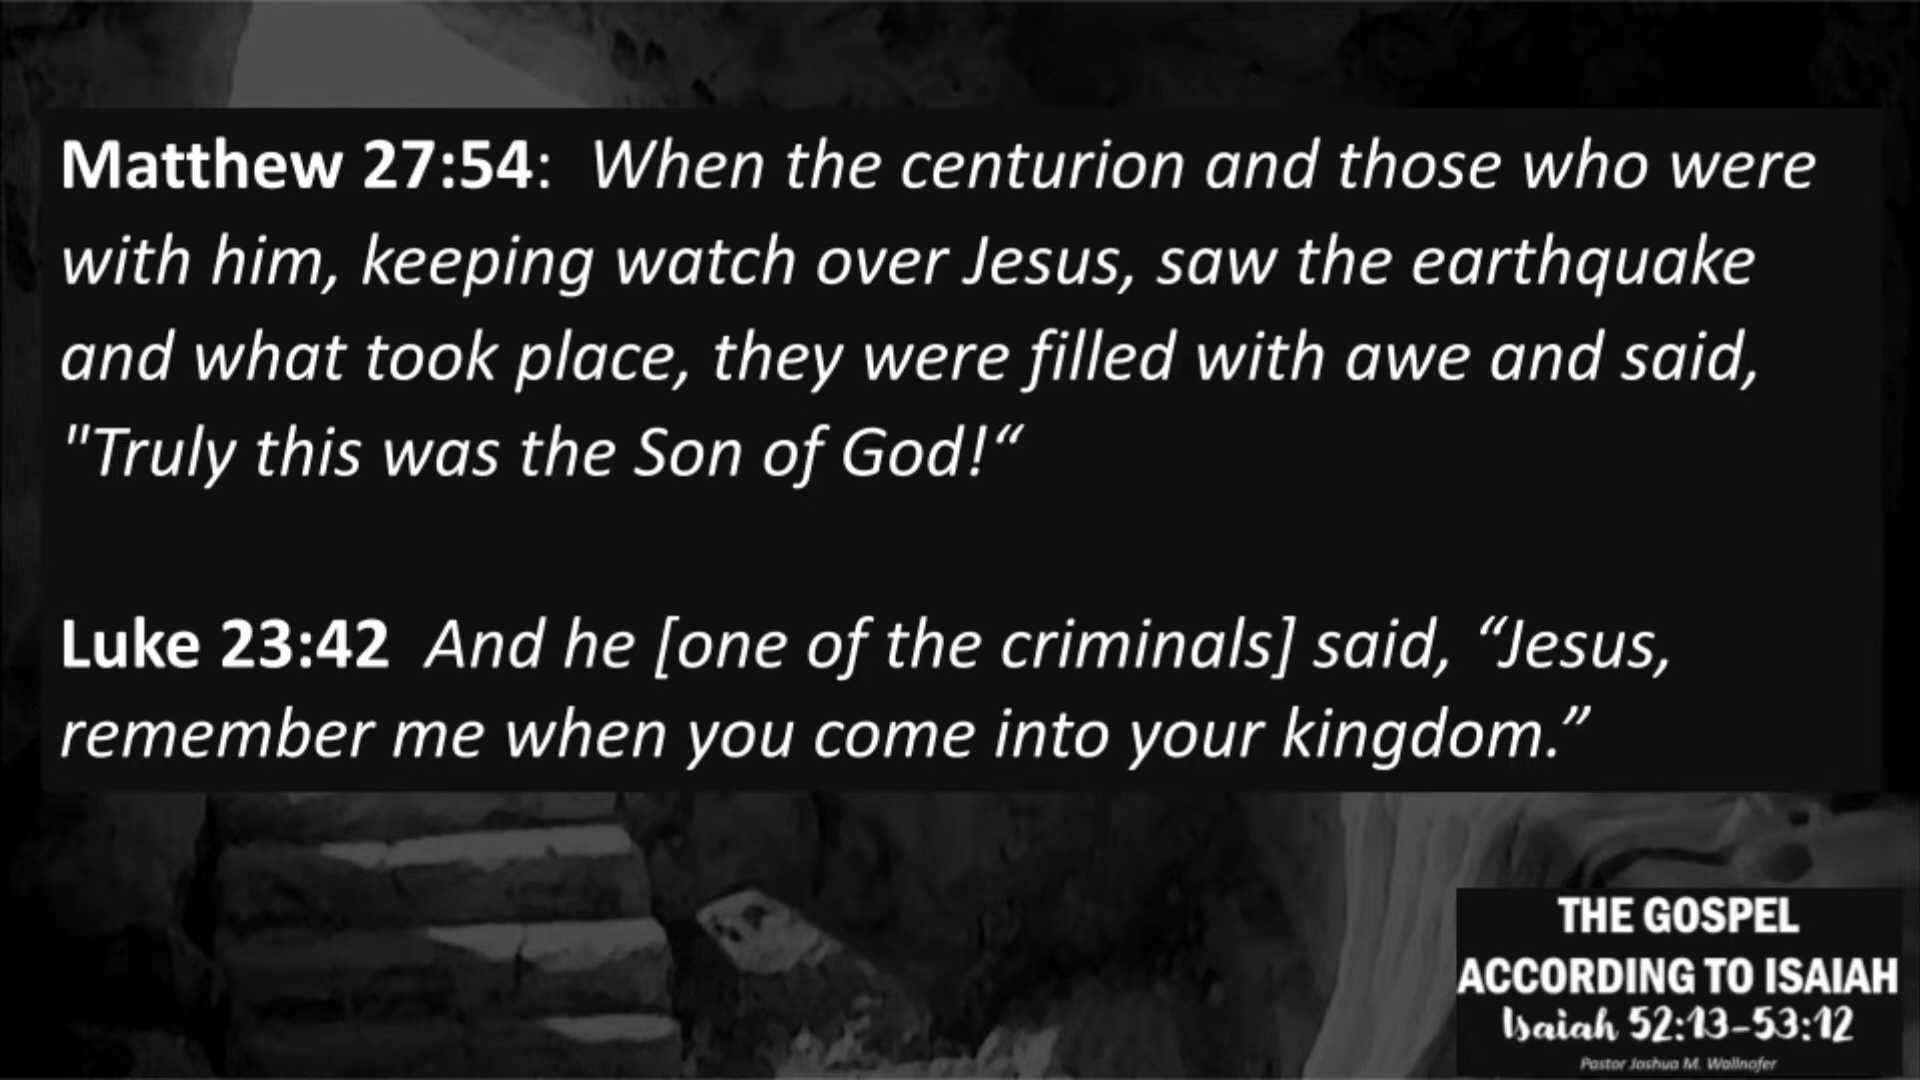 Matthew 27:54:  When the centurion and those who were
with him, keeping watch over Jesus, saw the earthquake
and what took place, they were filled with awe and said,
"Truly this was the Son of God!“
Luke 23:42  And he [one of the criminals] said, “Jesus,
remember me when you come into your kingdom.”
THE GOSPEL
ACCORDING TO ISAIAH
Isaiah 52:13–53:12
Pastor Joshua M. Wallnofer